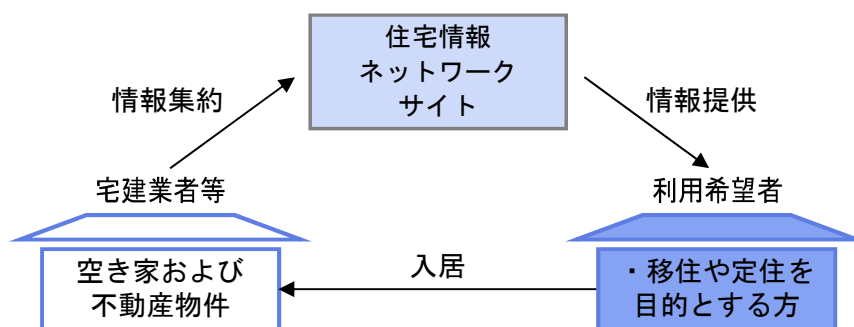 住宅情報
ネットワーク
サイト
情報集約
情報提供
宅建業者等
利用希望者
空き家および
不動産物件
入居
・移住や定住を
目的とする方